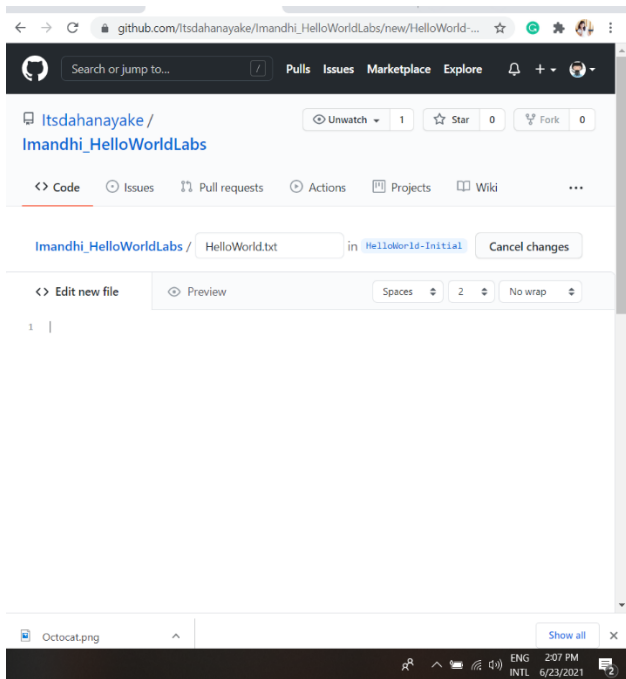 github.com/Itsdahanayake/Imandhi_HelloWorldLabs/new/HelloWorld-...
Search or jump to... /
Pulls Issues Marketplace Explore
Itsdahanayake /
Imandhi_HelloWorldLabs
Unwatch 1 Star 0 Fork 0
<> Code Issues Pull requests Actions Projects Wiki ...
Imandhi_HelloWorldLabs / HelloWorld.txt in HelloWorld-Initial Cancel changes
<> Edit new file Preview Spaces 2 No wrap
1
Octocat.png Show all
ENG 2:07 PM
INTL 6/23/2021 2